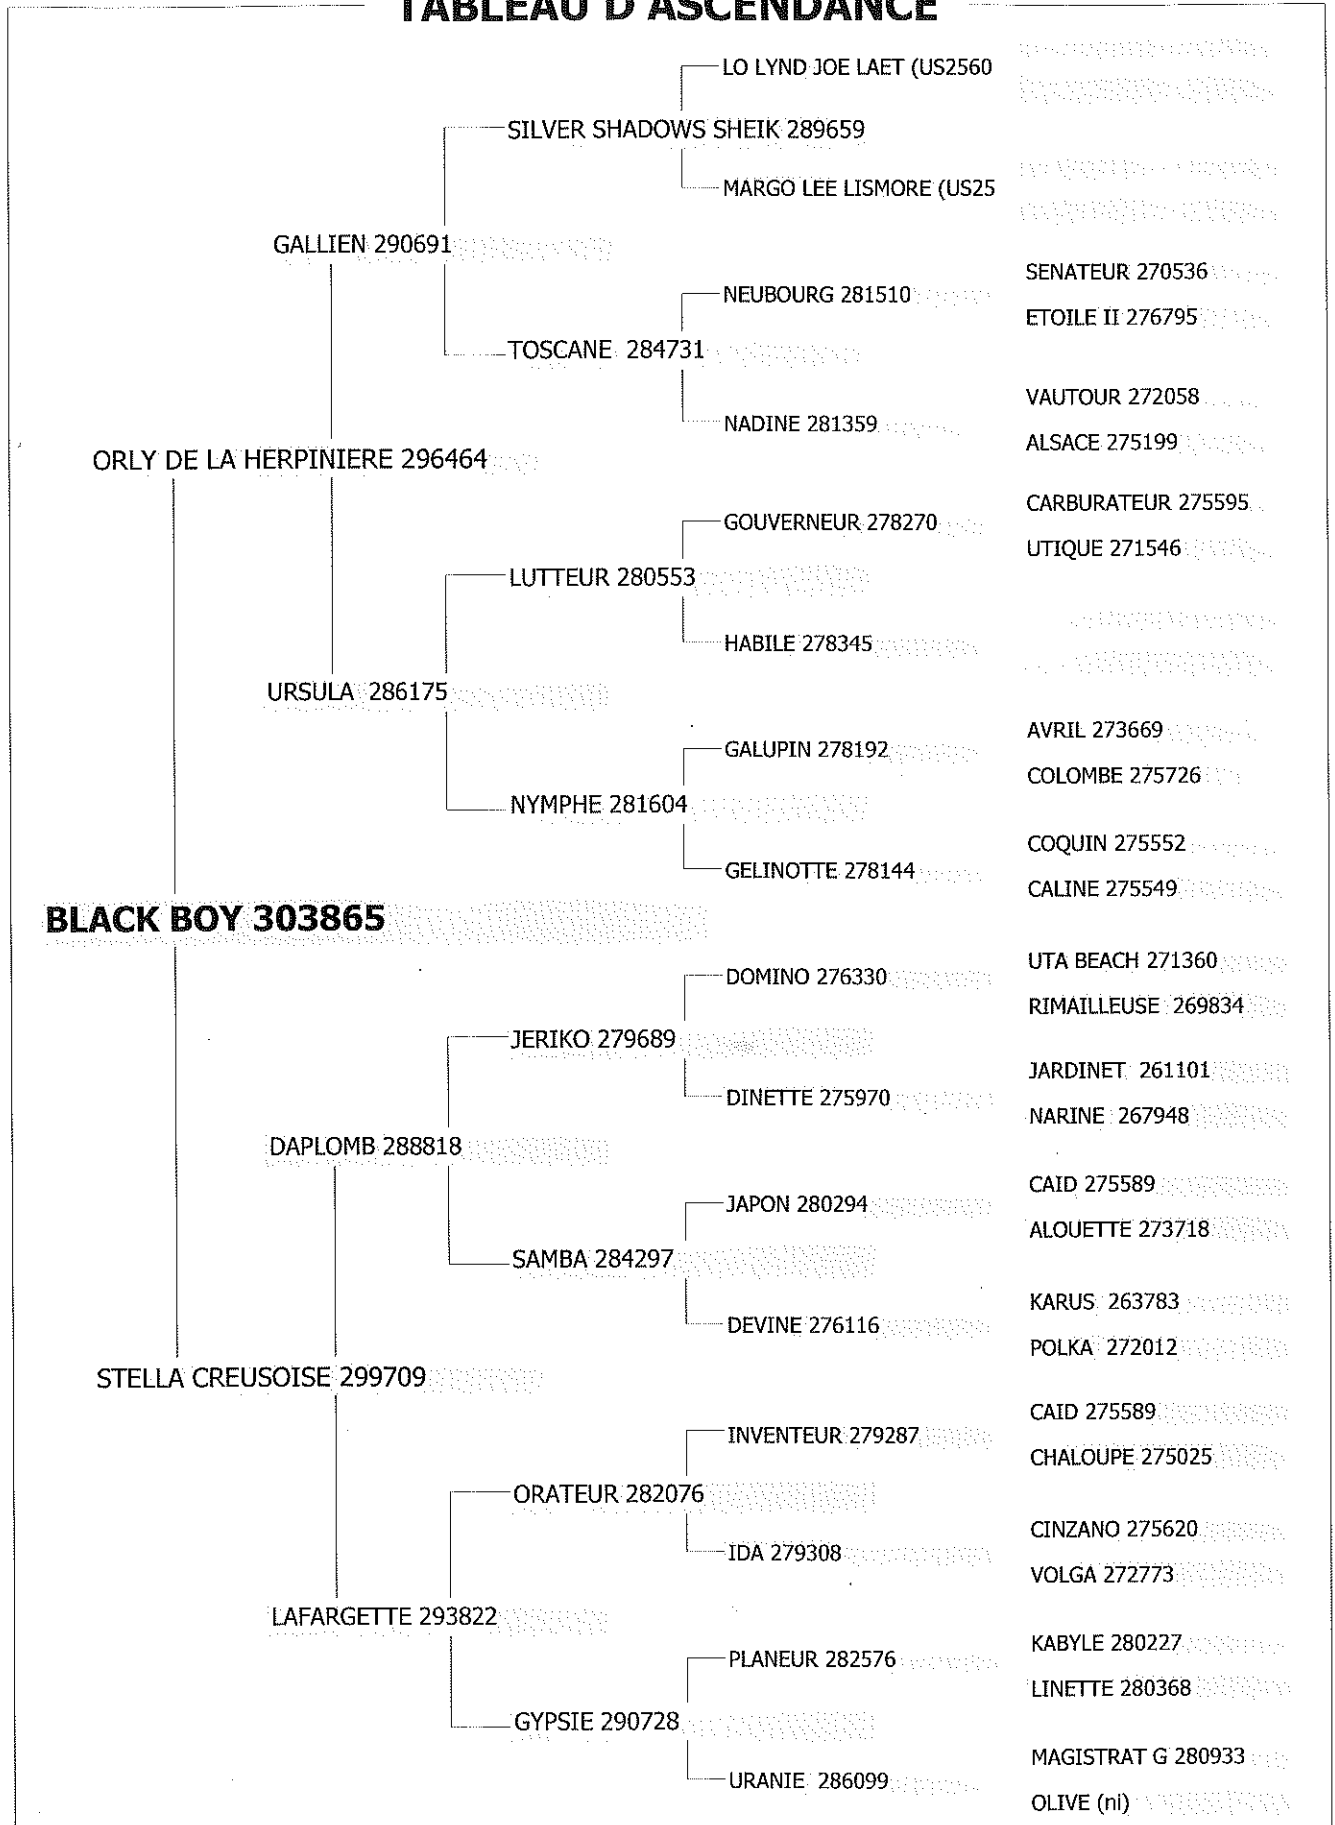 TABLEAU D'ASCENDANCE
LO LYND JOE LAET (US2560
SILVER SHADOWS SHEIK 289659
MARGO LEE LISMORE (US25
GALLIEN 290691
SENATEUR 270536
NEUBOURG 281510
ETOILE II 276795
TOSCANE 284731
VAUTOUR 272058
NADINE 281359
ALSACE 275199
ORLY DE LA HERPINIERE 296464
CARBURATEUR 275595
GOUVERNEUR 278270
UTIQUE 271546
LUTTEUR 280553
HABILE 278345
URSULA 286175
AVRIL 273669
GALUPIN 278192
COLOMBE 275726
NYMPHE 281604
COQUIN 275552
GELINOTTE 278144
CALINE 275549
BLACK BOY 303865
UTA BEACH 271360
DOMINO 276330
RIMAILLEUSE 269834
JERIKO 279689
JARDINET 261101
DINETTE 275970
NARINE 267948
DAPLOMB 288818
CAID 275589
JAPON 280294
ALOUETTE 273718
SAMBA 284297
KARUS 263783
DEVINE 276116
POLKA 272012
STELLA CREUSOISE 299709
CAID 275589
INVENTEUR 279287
CHALOUPE 275025
ORATEUR 282076
CINZANO 275620
IDA 279308
VOLGA 272773
LAFARGETTE 293822
KABYLE 280227
PLANEUR 282576
LINETTE 280368
GYPSIE 290728
MAGISTRAT G 280933
URANIE 286099
OLIVE (ni)